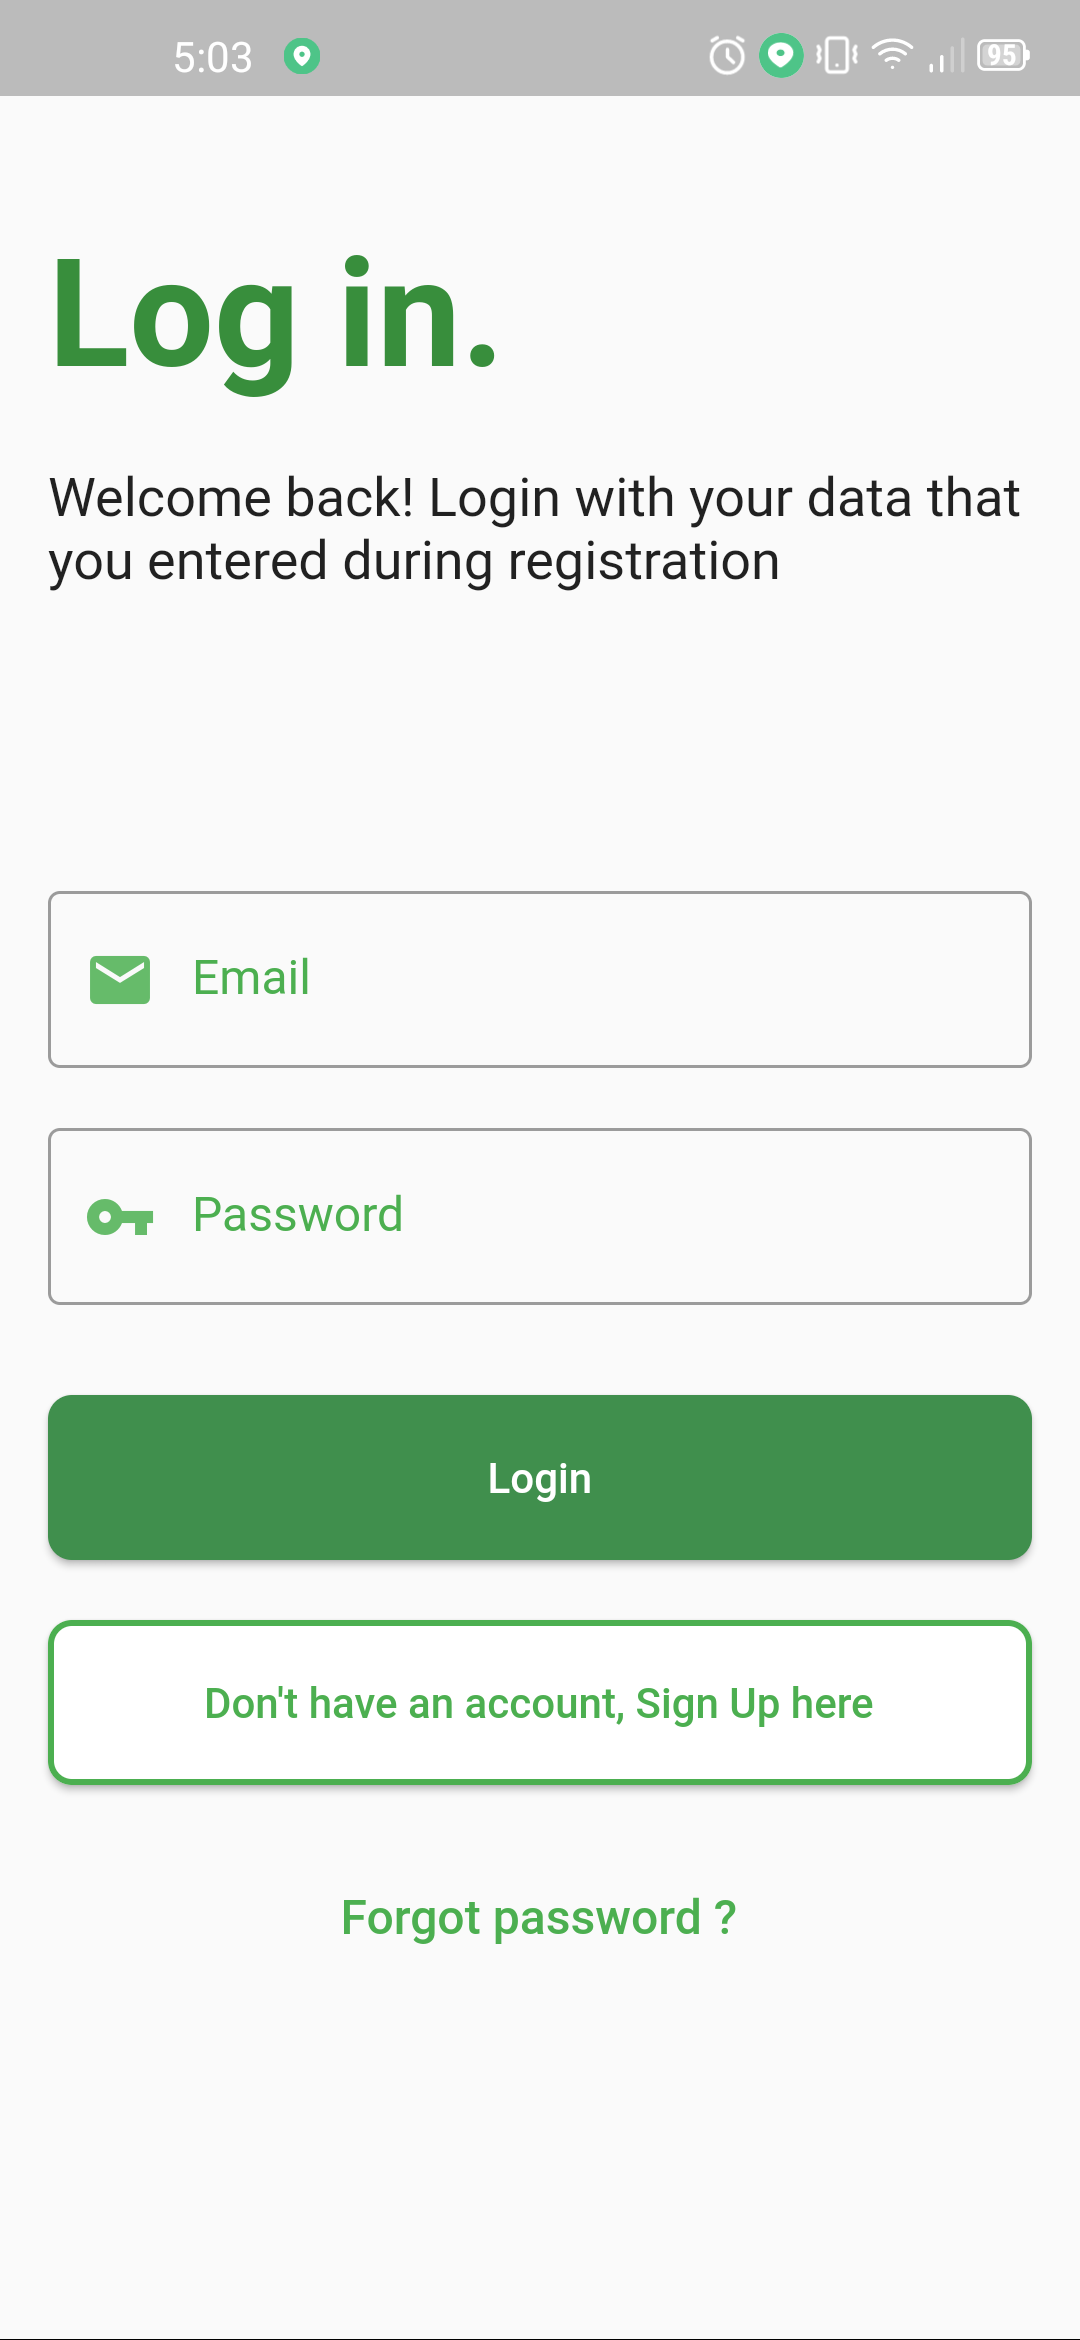 5:03
95
Log in.
Welcome back! Login with your data that
you entered during registration
Email
Password
Login
Don't have an account, Sign Up here
Forgot password ?